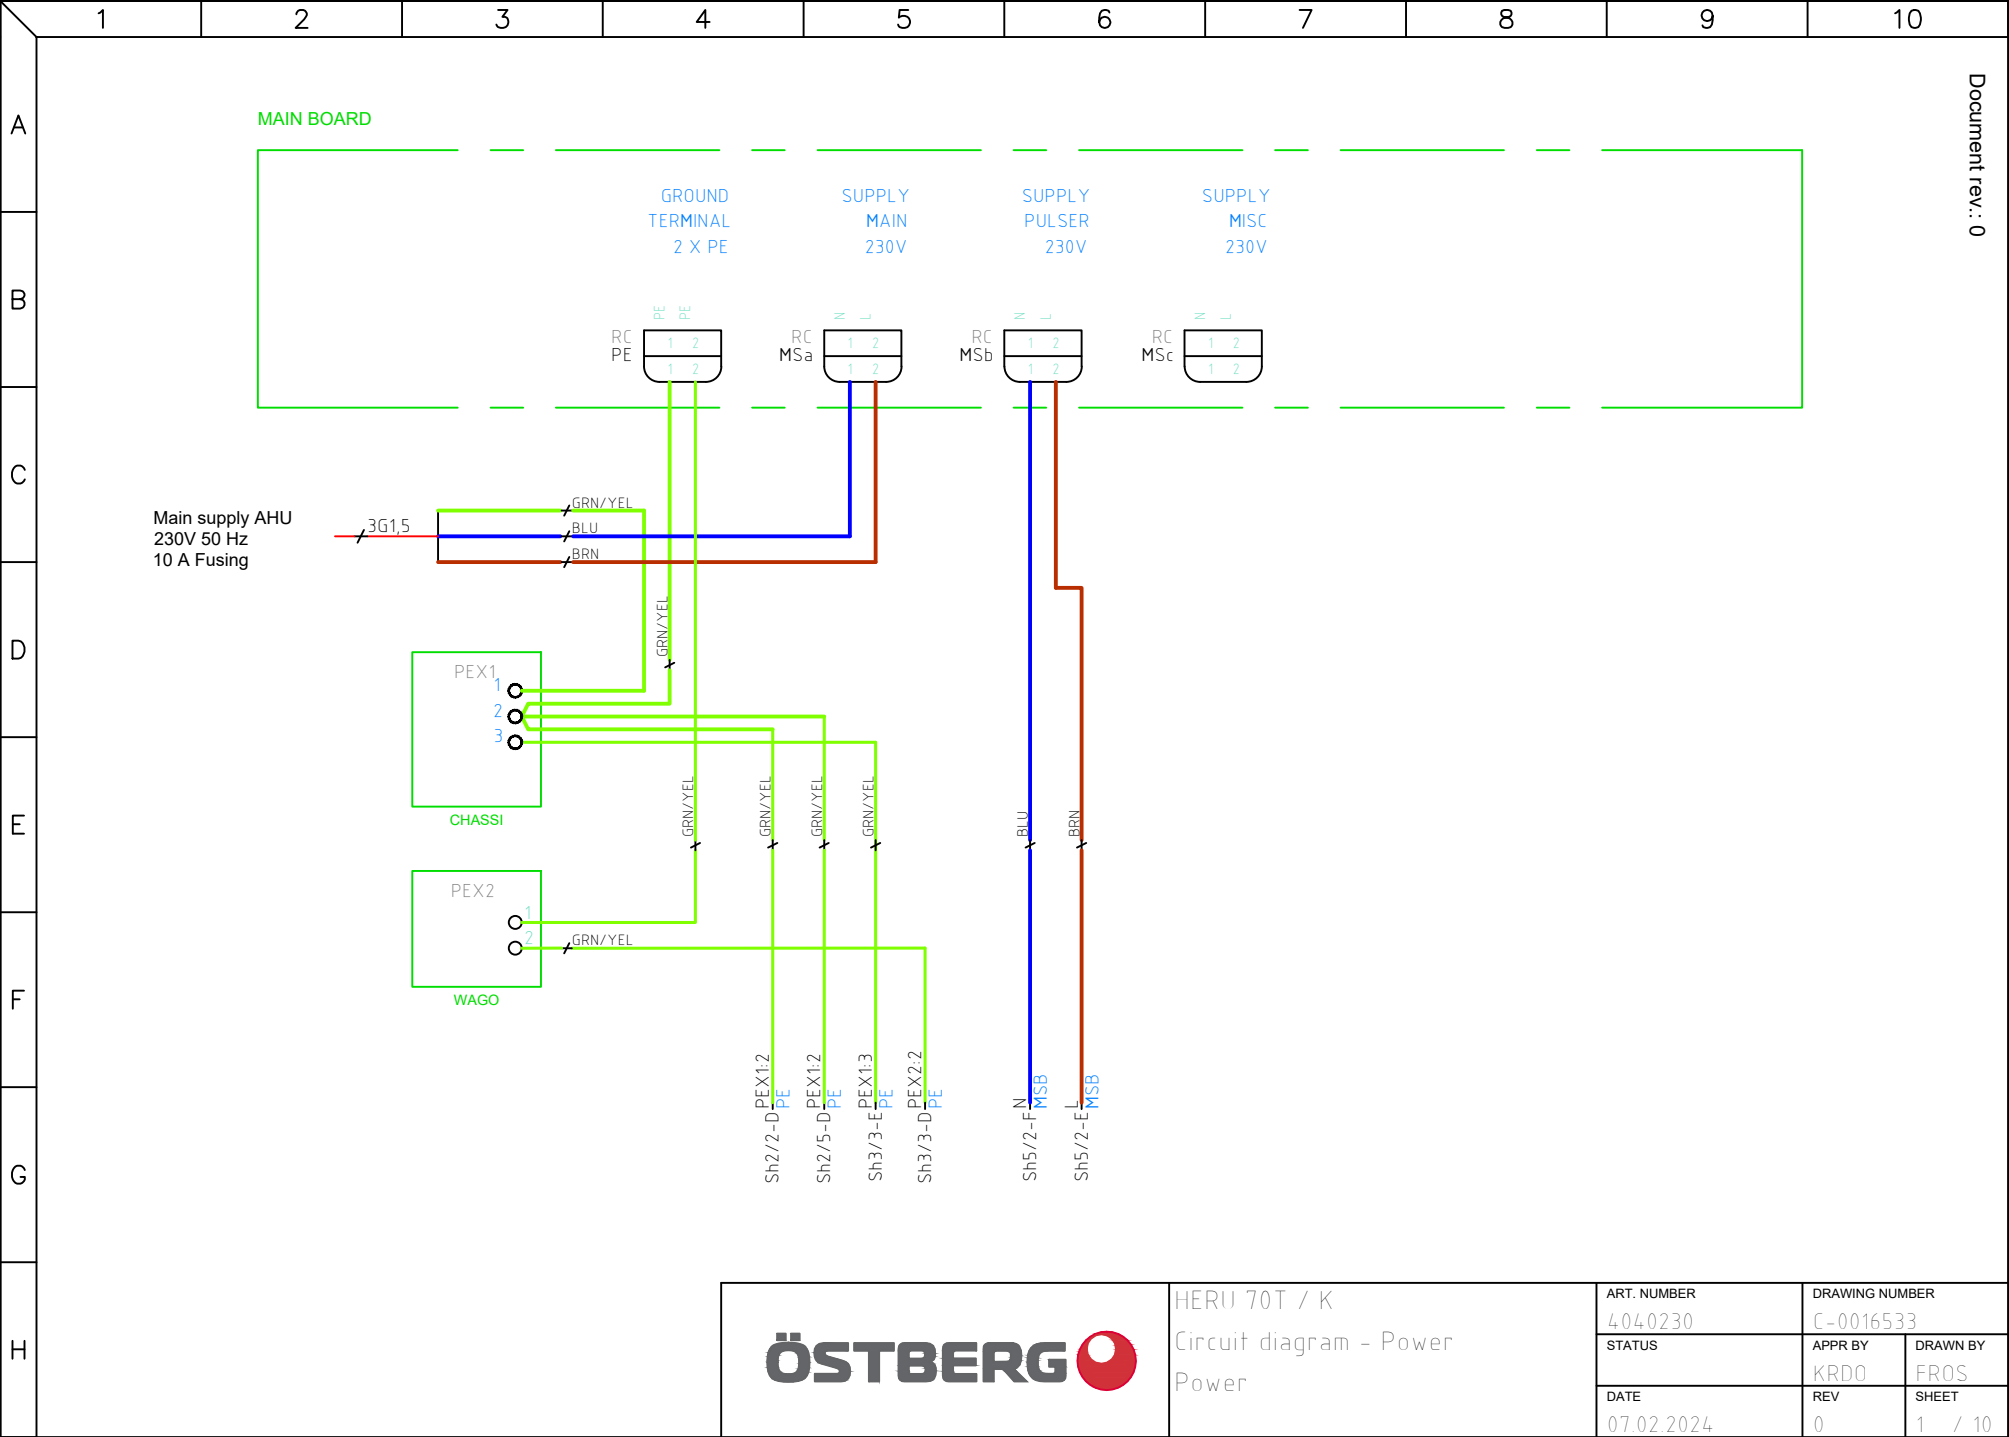 1 2 3 4 5 6 7 8 9 10
A
B
C
D
E
F
G
H
Document rev.: 0
MAIN BOARD
GROUND
TERMINAL
2 X PE
SUPPLY
MAIN
230V
SUPPLY
PULSER
230V
SUPPLY
MISC
230V
PE PE
RC
PE
1 2
1 2
N L
RC
MSa
1 2
1 2
N L
RC
MSb
1 2
1 2
N L
RC
MSc
1 2
1 2
Main supply AHU
230V 50 Hz
10 A Fusing
3G1,5
GRN/YEL
BLU
BRN
GRN/YEL
PEX1
1
2
3
CHASSI
GRN/YEL
GRN/YEL
GRN/YEL
GRN/YEL
BLU
BRN
PEX2
1
2
GRN/YEL
WAGO
PEX1:2
PE
Sh2/2-D
PEX1:2
PE
Sh2/5-D
PEX1:3
PE
Sh3/3-E
PEX2:2
PE
Sh3/3-D
N
MSB
Sh5/2-F
L
MSB
Sh5/2-E
ÖSTBERG
HERU 70T / K
Circuit diagram - Power
Power
ART. NUMBER
4040230
DRAWING NUMBER
C-0016533
STATUS
APPR BY
KRDO
DRAWN BY
FROS
DATE
07.02.2024
REV
0
SHEET
1 / 10